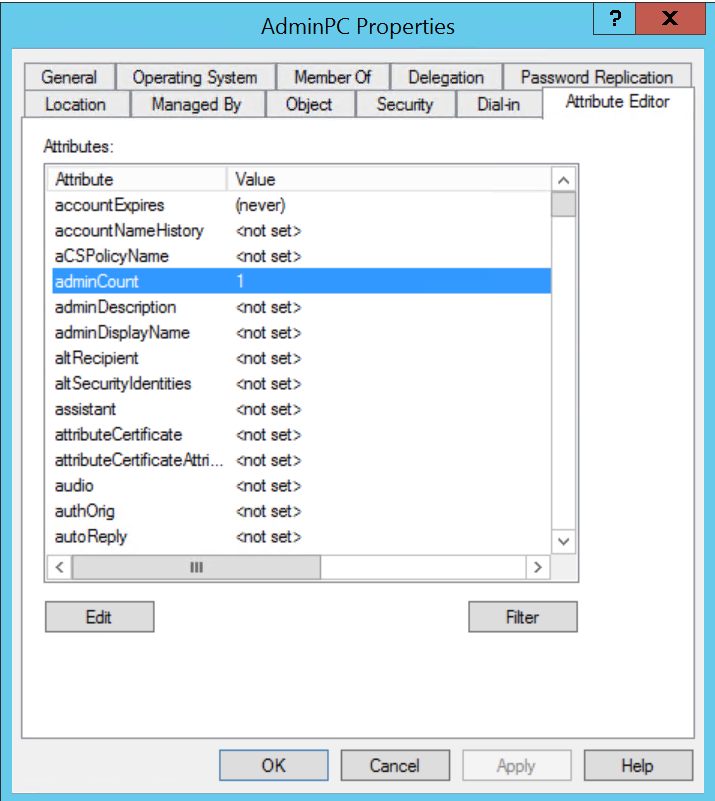 AdminPC Properties
? X
General Operating System Member Of Delegation Password Replication
Location Managed By Object Security Dial-in Attribute Editor
Attributes:
Attribute Value
accountExpires (never)
accountNameHistory <not set>
aCSPolicyName <not set>
adminCount 1
adminDescription <not set>
adminDisplayName <not set>
altRecipient <not set>
altSecurityIdentities <not set>
assistant <not set>
attributeCertificate <not set>
attributeCertificateAttri... <not set>
audio <not set>
authOrig <not set>
autoReply <not set>
Edit Filter
OK Cancel Apply Help